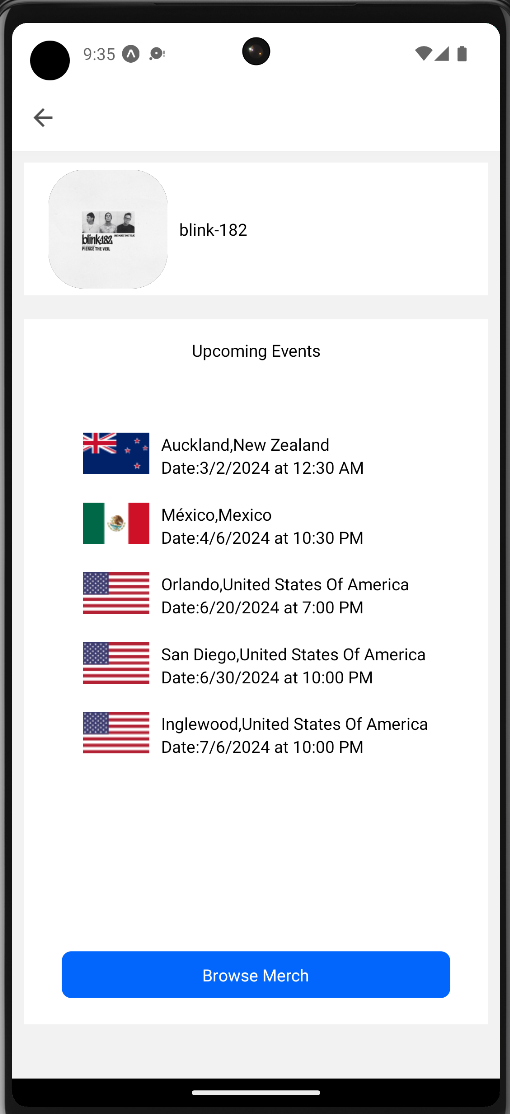 9:35
blink-182
PIERCE THE VEIL
blink-182
Upcoming Events
Auckland,New Zealand
Date:3/2/2024 at 12:30 AM
México,Mexico
Date:4/6/2024 at 10:30 PM
Orlando,United States Of America
Date:6/20/2024 at 7:00 PM
San Diego,United States Of America
Date:6/30/2024 at 10:00 PM
Inglewood,United States Of America
Date:7/6/2024 at 10:00 PM
Browse Merch